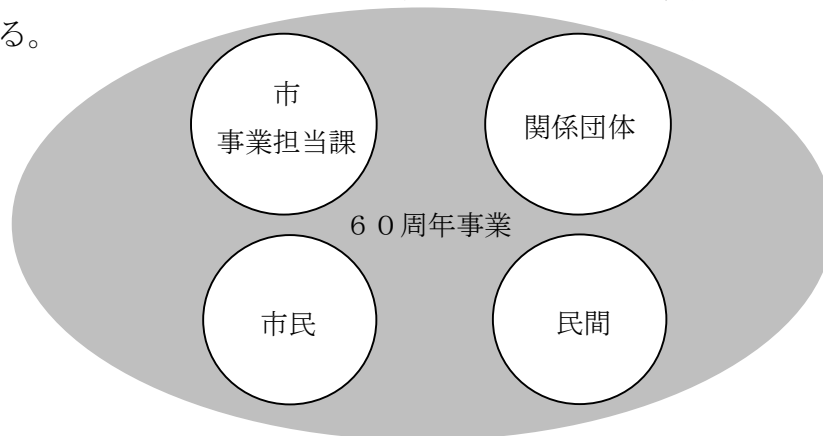 る。
市
事業担当課
関係団体
６０周年事業
市民
民間